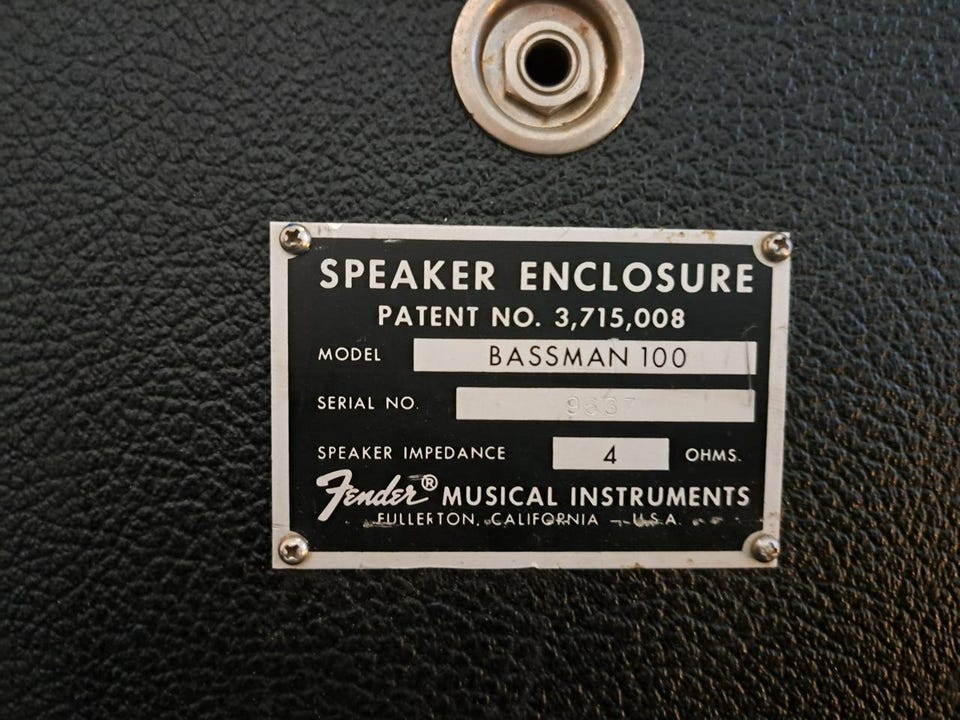 SPEAKER ENCLOSURE
PATENT NO. 3,715,008
MODEL BASSMAN 100
SERIAL NO. 9637
SPEAKER IMPEDANCE 4 OHMS.
Fender® MUSICAL INSTRUMENTS
FULLERTON, CALIFORNIA - U.S.A.